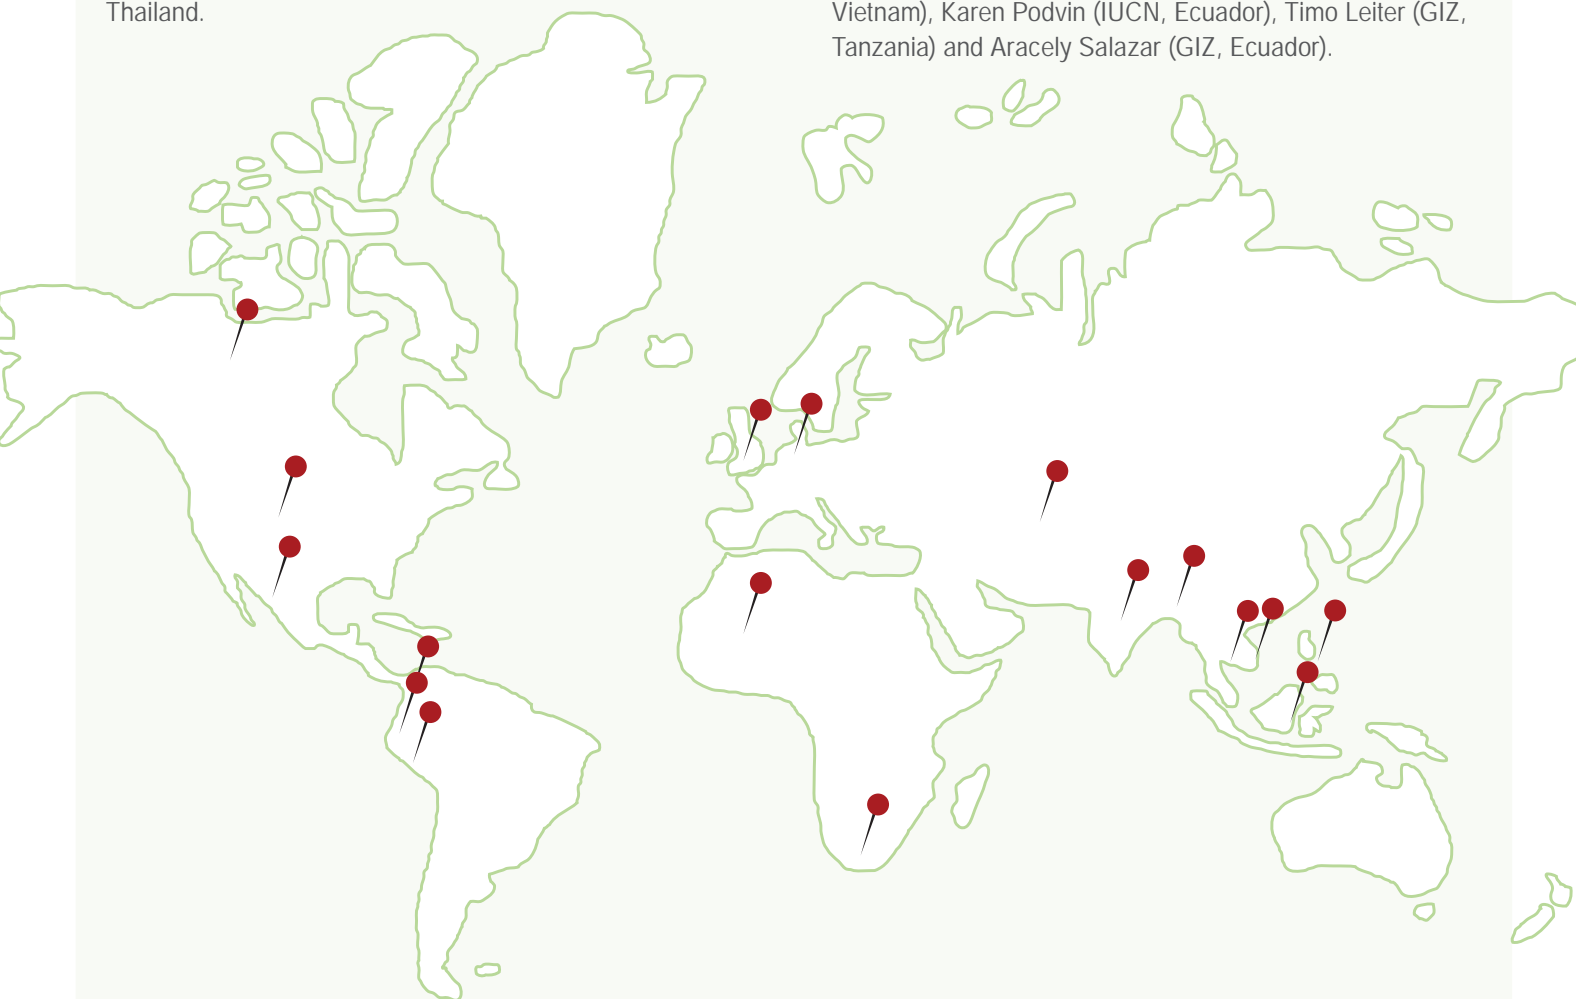 Thailand.
Vietnam), Karen Podvin (IUCN, Ecuador), Timo Leiter (GIZ,
Tanzania) and Aracely Salazar (GIZ, Ecuador).